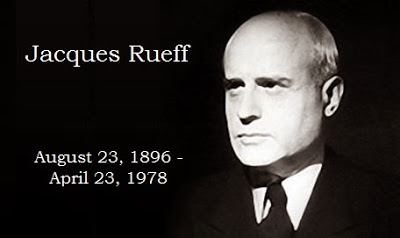 Jacques Rueff
August 23, 1896 -
April 23, 1978